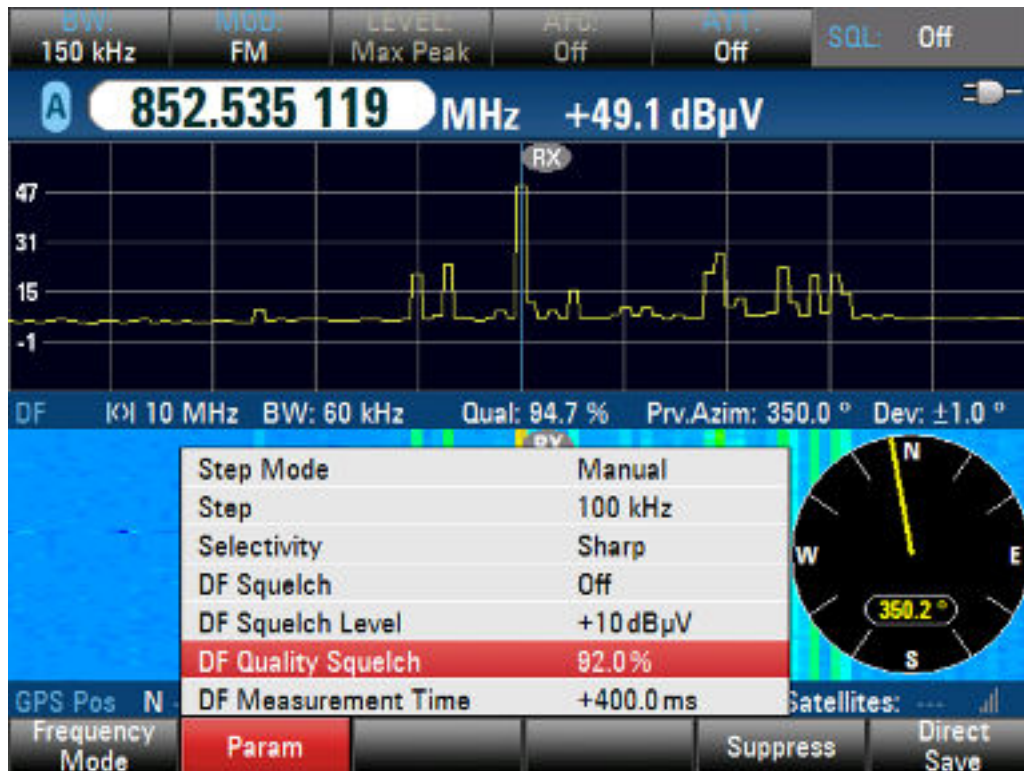 BW: MOD: LEVEL: AFC: ATT: SQL: Off
150 kHz FM Max Peak Off Off
A 852.535 119 MHz +49.1 dBµV
RX
47
31
15
-1
DF 10 MHz BW: 60 kHz Qual: 94.7 % Prv.Azim: 350.0 ° Dev: ±1.0 °
RX
N
Step Mode Manual
Step 100 kHz
Selectivity Sharp
W E
DF Squelch Off
DF Squelch Level +10 dBµV
350.2 °
DF Quality Squelch 92.0 %
S
GPS Pos N DF Measurement Time +400.0 ms Satellites: ---
Frequency Mode Param Suppress Direct Save